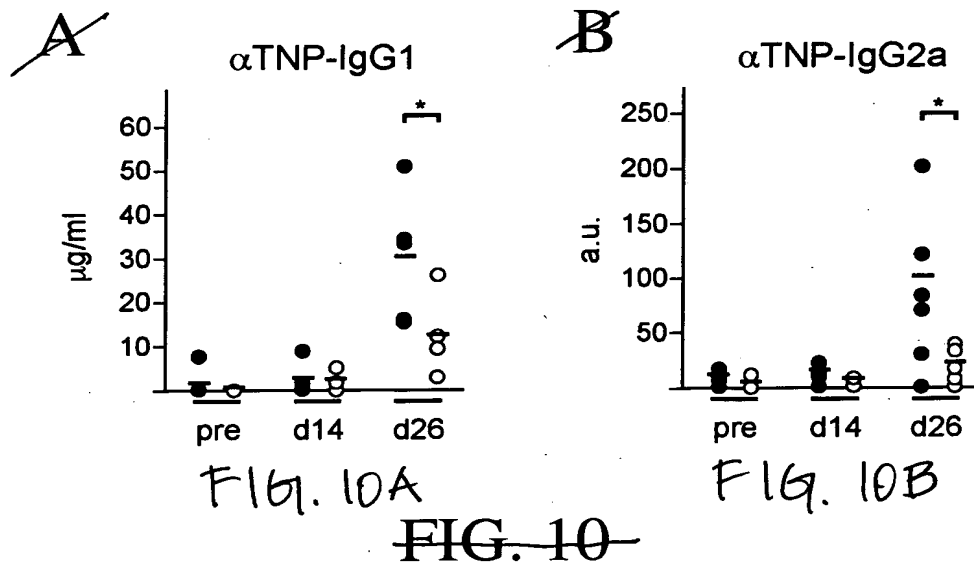 A
αTNP-IgG1
*
60
50
40
30
20
10
µg/ml
pre d14 d26
FIG. 10A
B
αTNP-IgG2a
*
250
200
150
100
50
a.u.
pre d14 d26
FIG. 10B
FIG. 10